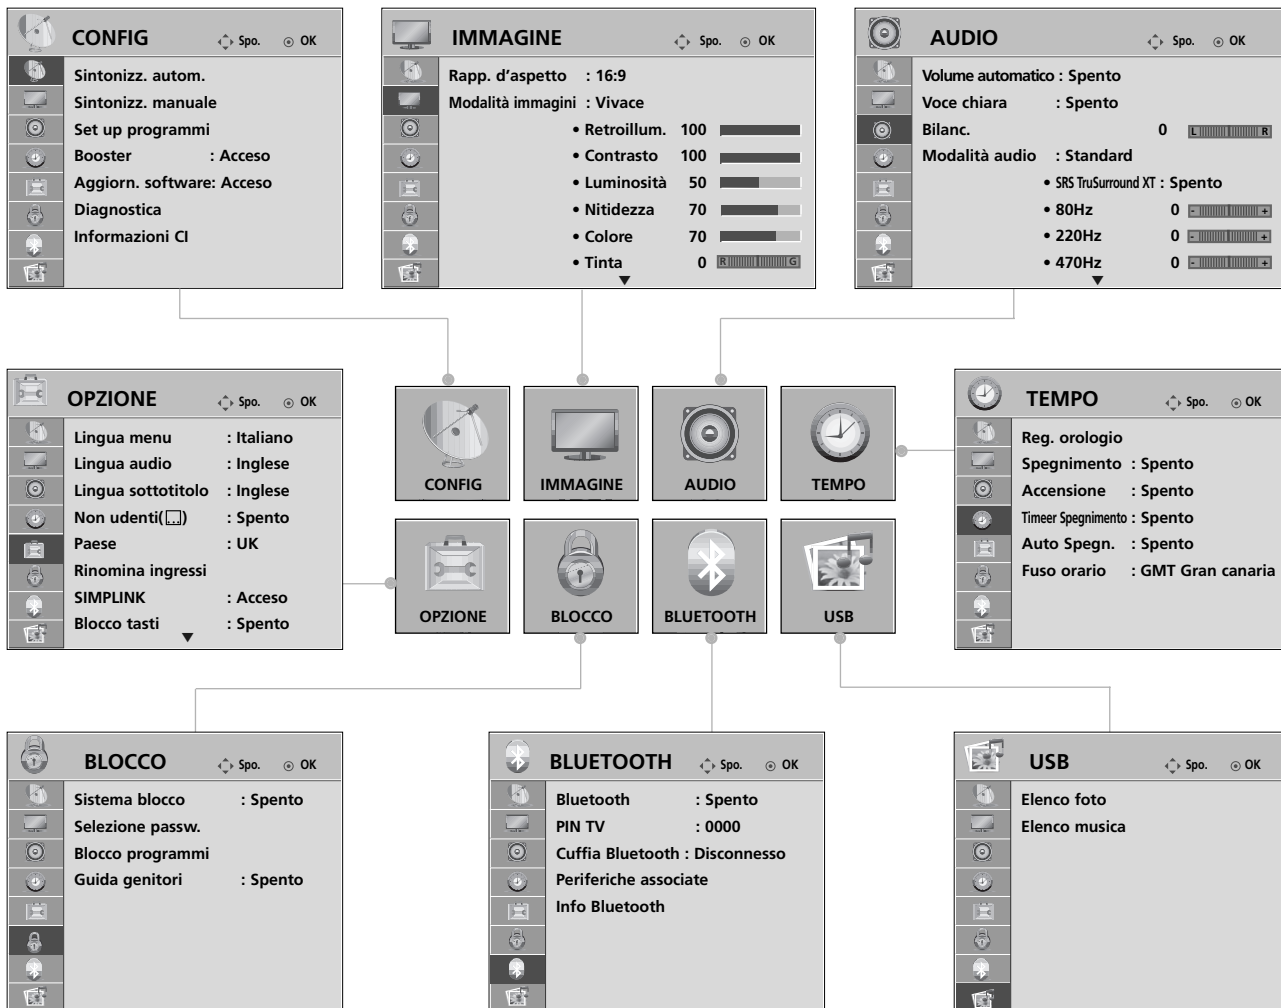 CONFIG Spo. OK
Sintonizz. autom.
Sintonizz. manuale
Set up programmi
Booster : Acceso
Aggiorn. software: Acceso
Diagnostica
Informazioni CI
IMMAGINE Spo. OK
Rapp. d'aspetto : 16:9
Modalità immagini : Vivace
• Retroillum. 100
• Contrasto 100
• Luminosità 50
• Nitidezza 70
• Colore 70
• Tinta 0 R G
AUDIO Spo. OK
Volume automatico : Spento
Voce chiara : Spento
Bilanc. 0 L R
Modalità audio : Standard
• SRS TruSurround XT : Spento
• 80Hz 0 - +
• 220Hz 0 - +
• 470Hz 0 - +
OPZIONE Spo. OK
Lingua menu : Italiano
Lingua audio : Inglese
Lingua sottotitolo : Inglese
Non udenti(...) : Spento
Paese : UK
Rinomina ingressi
SIMPLINK : Acceso
Blocco tasti : Spento
CONFIG
IMMAGINE
AUDIO
TEMPO
OPZIONE
BLOCCO
BLUETOOTH
USB
TEMPO Spo. OK
Reg. orologio
Spegnimento : Spento
Accensione : Spento
Timeer Spegnimento : Spento
Auto Spegn. : Spento
Fuso orario : GMT Gran canaria
BLOCCO Spo. OK
Sistema blocco : Spento
Selezione passw.
Blocco programmi
Guida genitori : Spento
BLUETOOTH Spo. OK
Bluetooth : Spento
PIN TV : 0000
Cuffia Bluetooth : Disconnesso
Periferiche associate
Info Bluetooth
USB Spo. OK
Elenco foto
Elenco musica